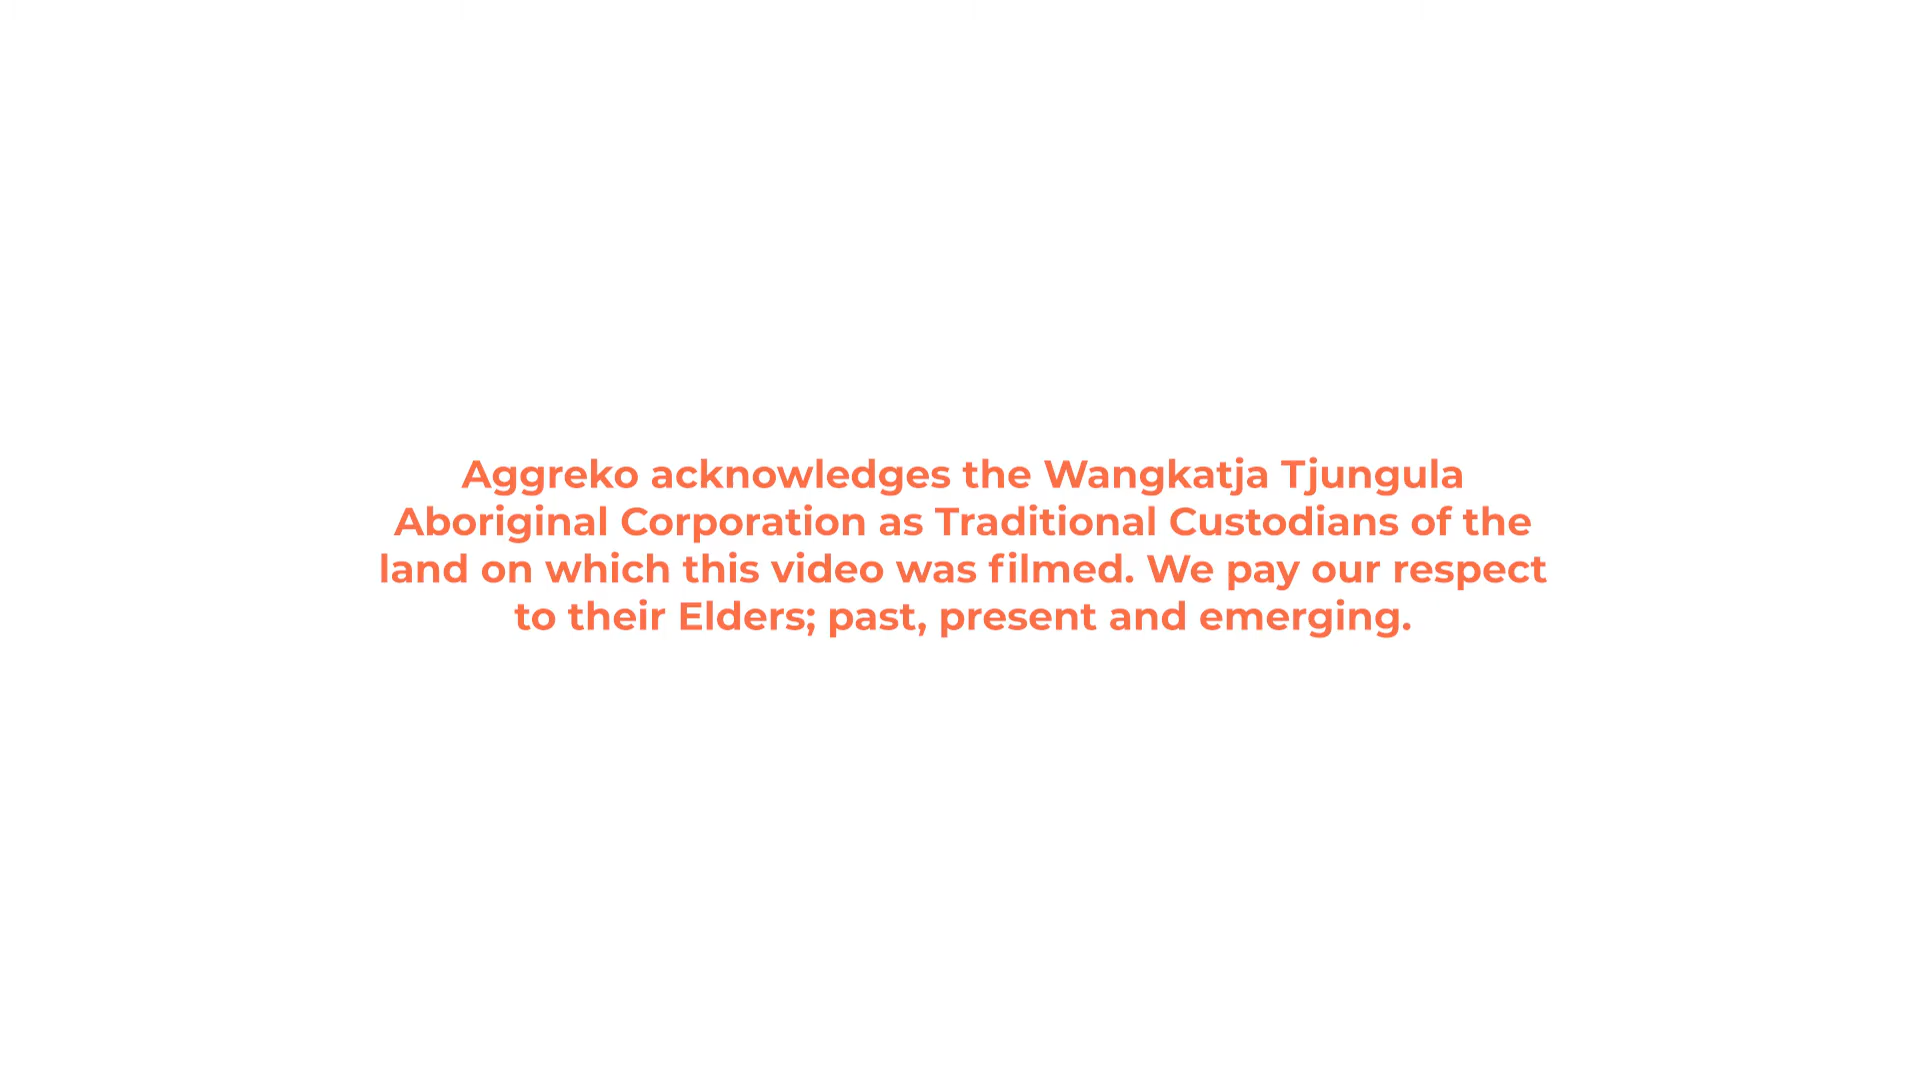 Aggreko acknowledges the Wangkatja Tjungula
Aboriginal Corporation as Traditional Custodians of the
land on which this video was filmed. We pay our respect
to their Elders; past, present and emerging.